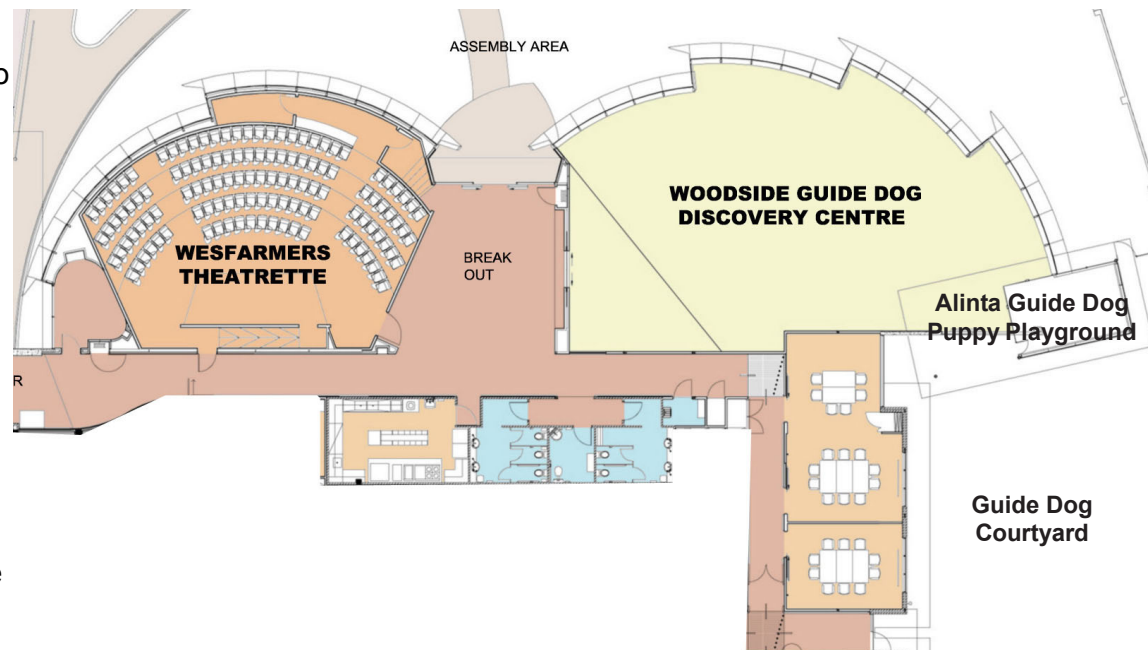 o
ASSEMBLY AREA
WOODSIDE GUIDE DOG
DISCOVERY CENTRE
WESFARMERS
THEATRETTE
BREAK
OUT
Alinta Guide Dog
Puppy Playground
R
Guide Dog
Courtyard
e